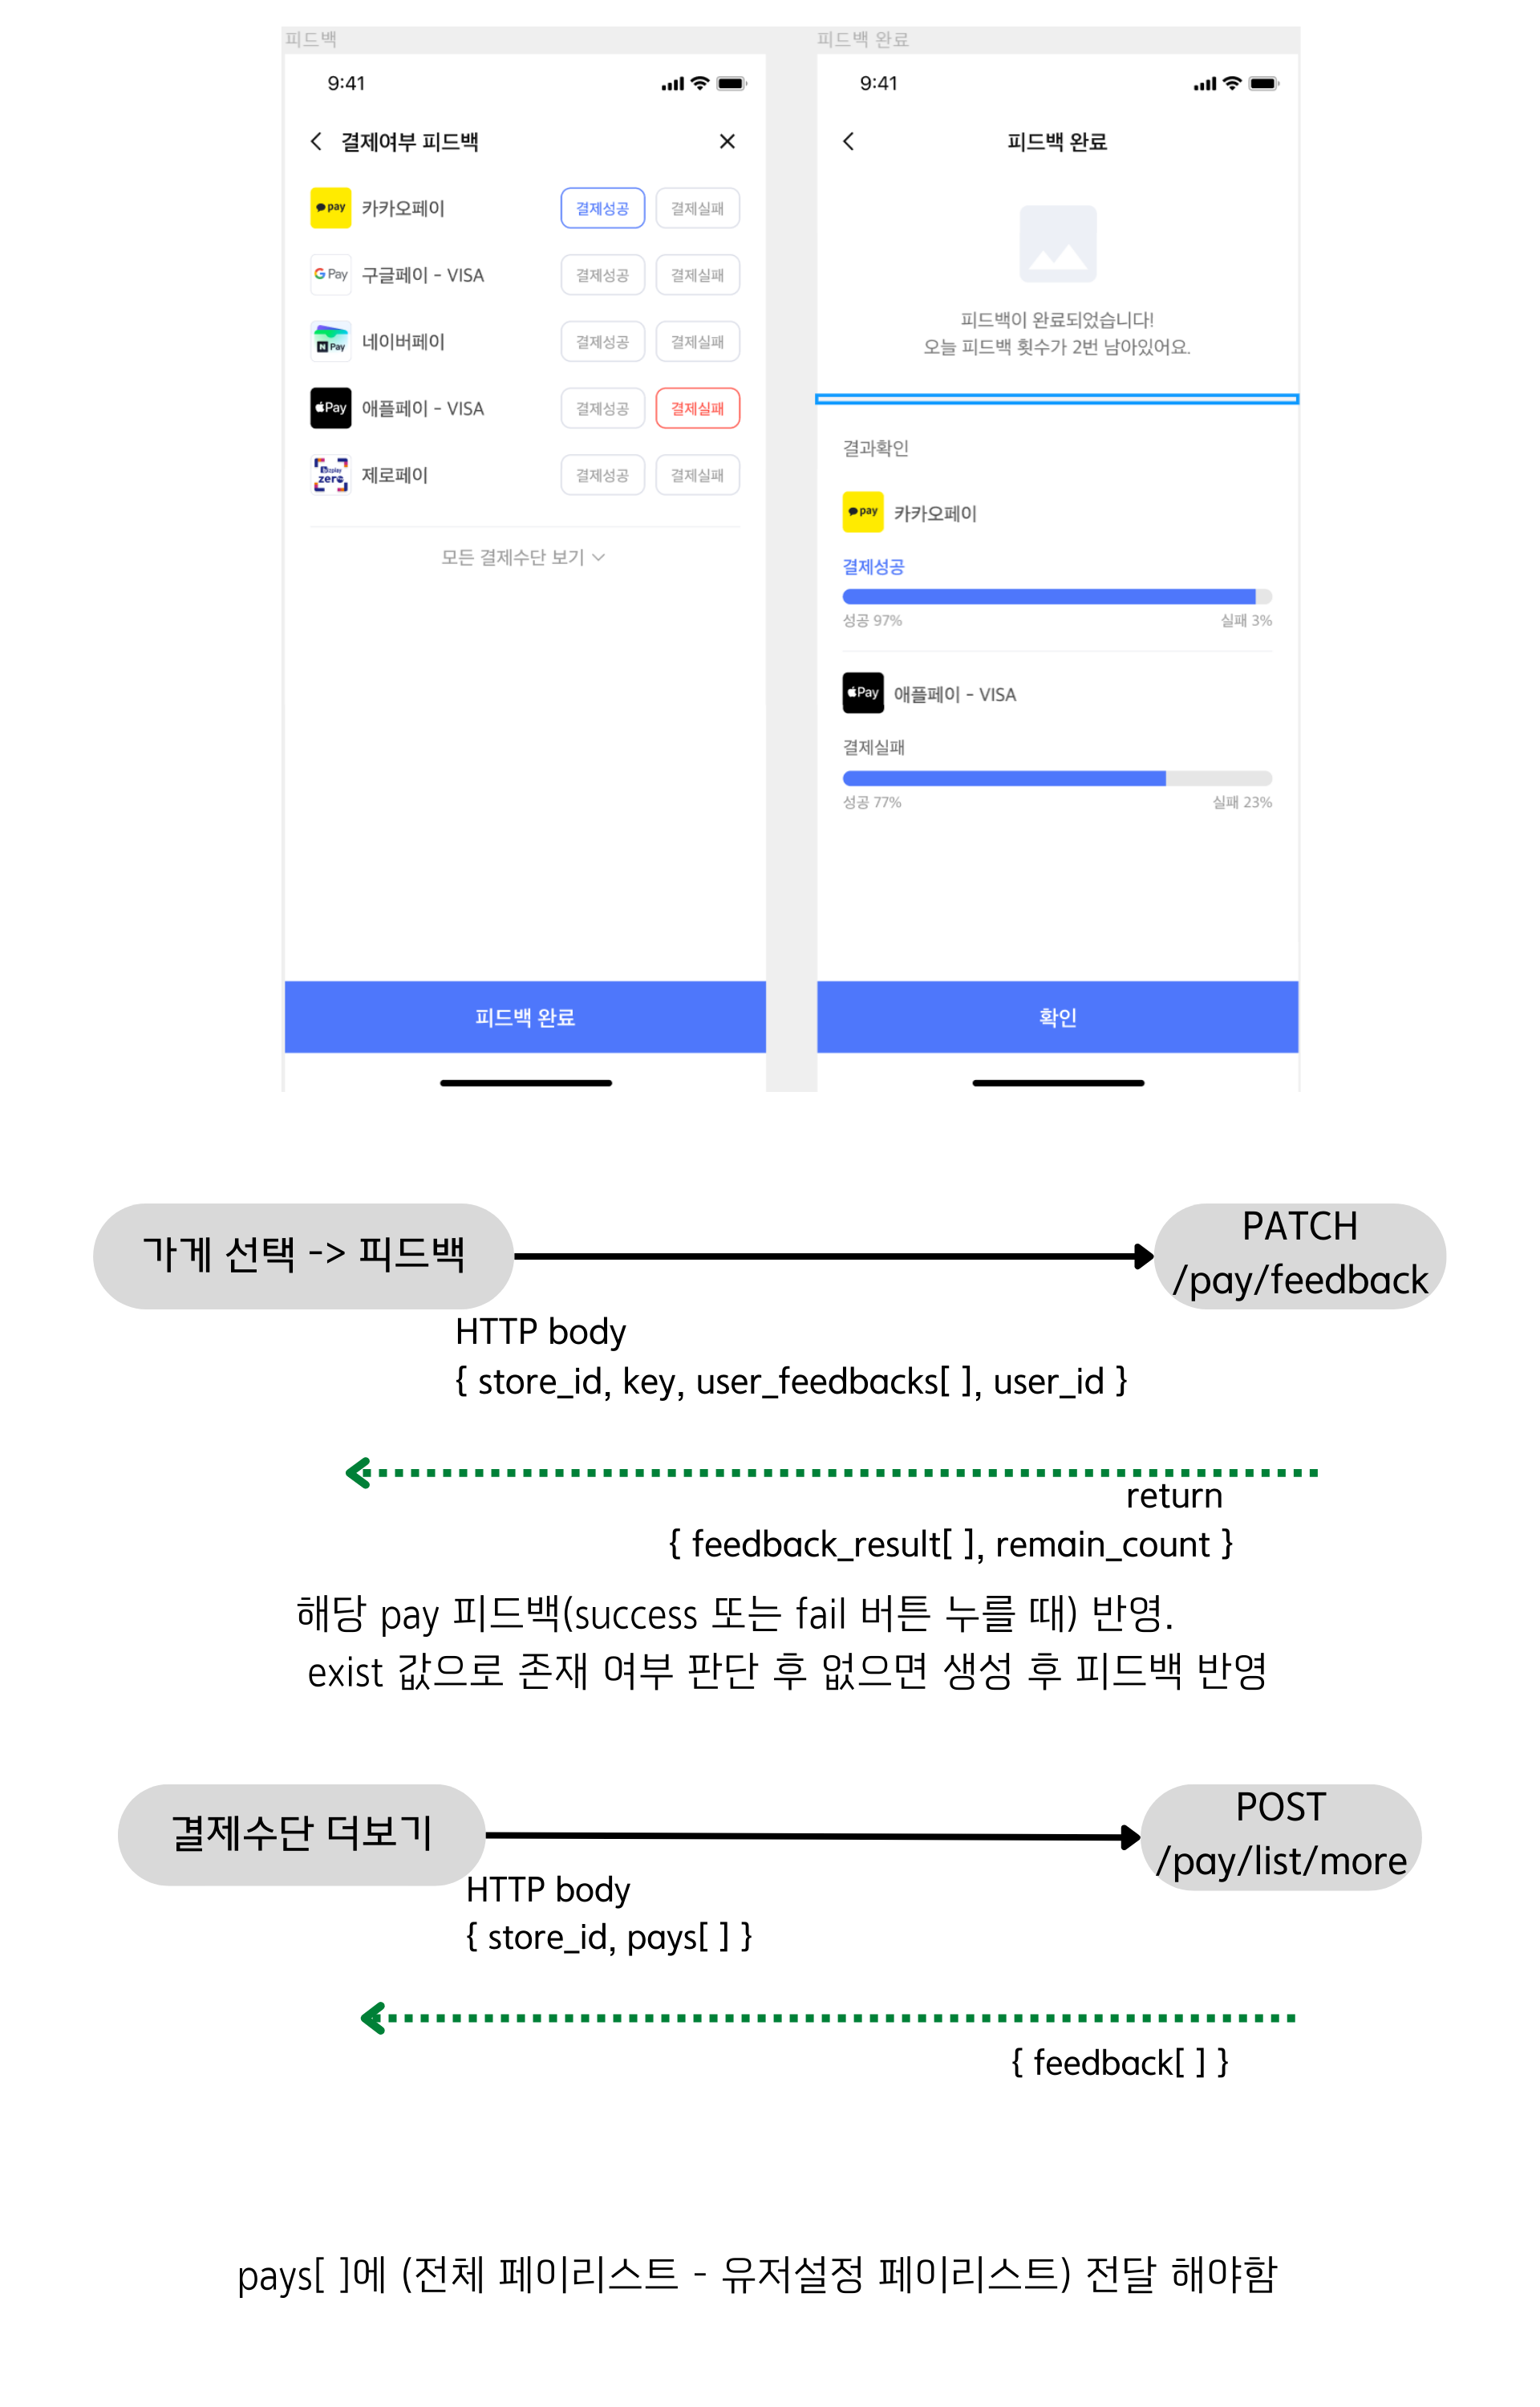 피드백
9:41
결제여부 피드백
pay 카카오페이 결제성공 결제실패
G Pay 구글페이 - VISA 결제성공 결제실패
N Pay 네이버페이 결제성공 결제실패
Pay 애플페이 - VISA 결제성공 결제실패
bizplay
zero 제로페이 결제성공 결제실패
모든 결제수단 보기
피드백 완료
피드백 완료
9:41
피드백 완료
피드백이 완료되었습니다!
오늘 피드백 횟수가 2번 남아있어요.
결과확인
pay 카카오페이
결제성공
성공 97% 실패 3%
Pay 애플페이 - VISA
결제실패
성공 77% 실패 23%
확인
가게 선택 -> 피드백
PATCH
/pay/feedback
HTTP body
{ store_id, key, user_feedbacks[ ], user_id }
return
{ feedback_result[ ], remain_count }
해당 pay 피드백(success 또는 fail 버튼 누를 때) 반영.
exist 값으로 존재 여부 판단 후 없으면 생성 후 피드백 반영
결제수단 더보기
POST
/pay/list/more
HTTP body
{ store_id, pays[ ] }
{ feedback[ ] }
pays[ ]에 (전체 페이리스트 - 유저설정 페이리스트) 전달 해야함